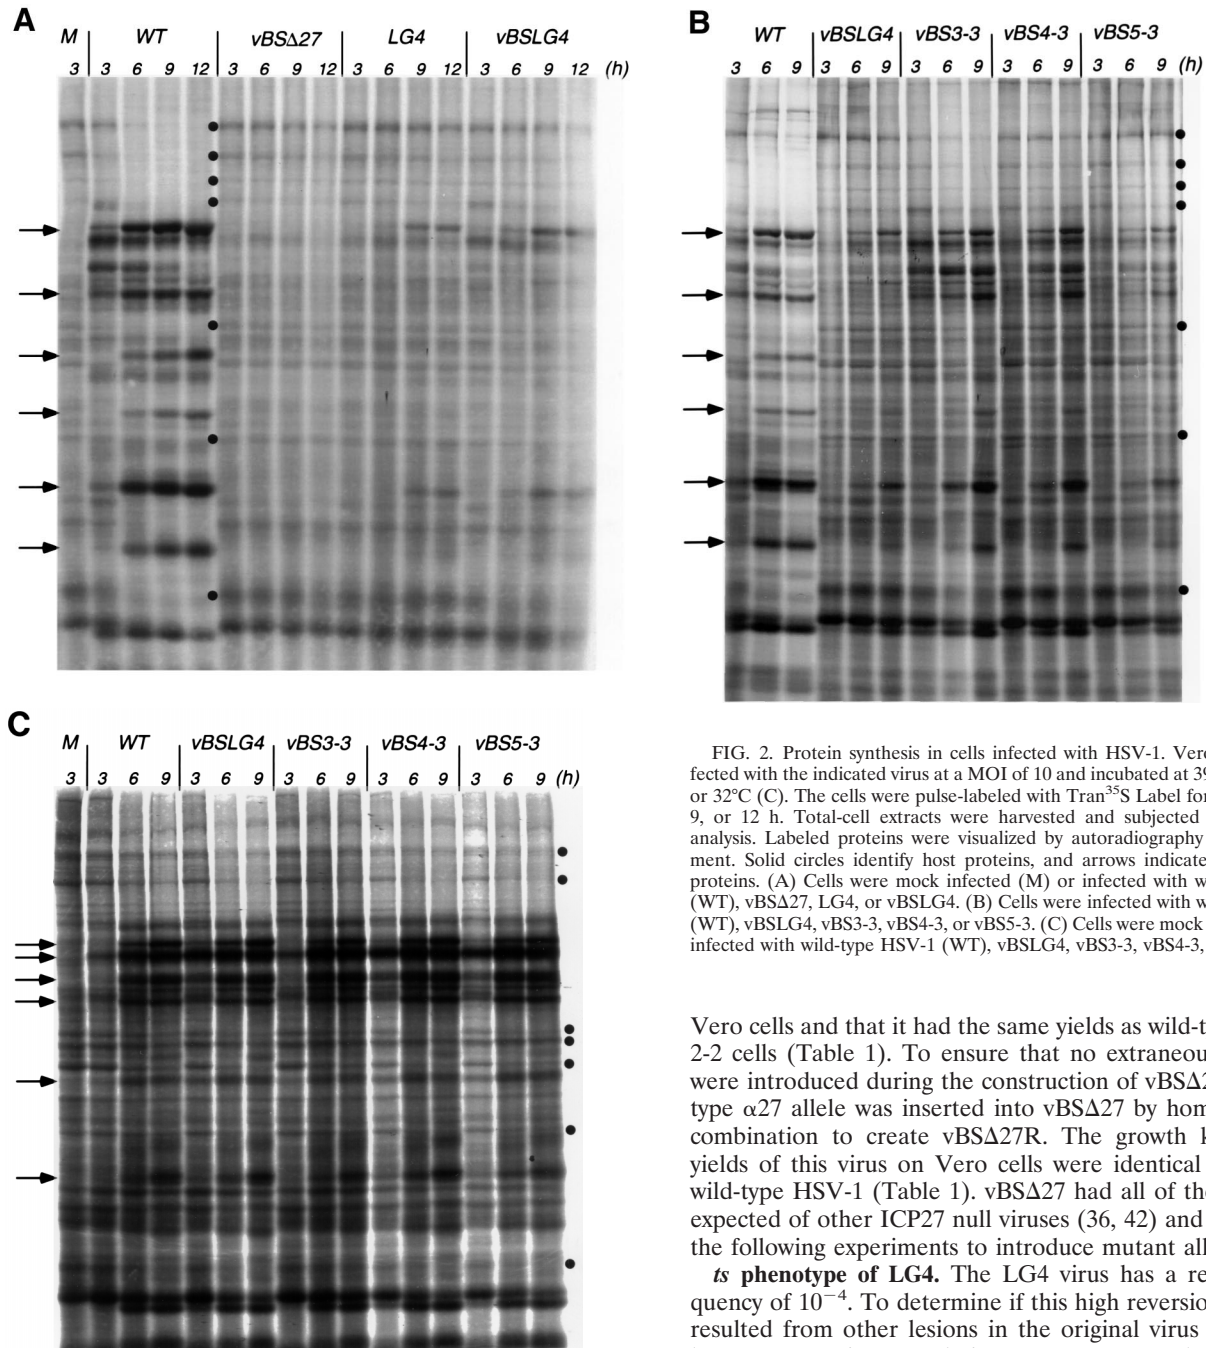 A
M WT vBSΔ27 LG4 vBSLG4
3 3 6 9 12 3 6 9 12 3 6 9 12 3 6 9 12 (h)
B
WT vBSLG4 vBS3-3 vBS4-3 vBS5-3
3 6 9 3 6 9 3 6 9 3 6 9 3 6 9 (h)
C
M WT vBSLG4 vBS3-3 vBS4-3 vBS5-3
3 3 6 9 3 6 9 3 6 9 3 6 9 3 6 9 (h)
FIG. 2. Protein synthesis in cells infected with HSV-1. Vero
fected with the indicated virus at a MOI of 10 and incubated at 39
or 32°C (C). The cells were pulse-labeled with Tran³⁵S Label for
9, or 12 h. Total-cell extracts were harvested and subjected
analysis. Labeled proteins were visualized by autoradiography
ment. Solid circles identify host proteins, and arrows indicate
proteins. (A) Cells were mock infected (M) or infected with w
(WT), vBSΔ27, LG4, or vBSLG4. (B) Cells were infected with w
(WT), vBSLG4, vBS3-3, vBS4-3, or vBS5-3. (C) Cells were mock
infected with wild-type HSV-1 (WT), vBSLG4, vBS3-3, vBS4-3,
Vero cells and that it had the same yields as wild-t
2-2 cells (Table 1). To ensure that no extraneou
were introduced during the construction of vBSΔ2
type α27 allele was inserted into vBSΔ27 by hom
combination to create vBSΔ27R. The growth k
yields of this virus on Vero cells were identical
wild-type HSV-1 (Table 1). vBSΔ27 had all of the
expected of other ICP27 null viruses (36, 42) and
the following experiments to introduce mutant all
ts phenotype of LG4. The LG4 virus has a re
quency of 10⁻⁴. To determine if this high reversio
resulted from other lesions in the original virus